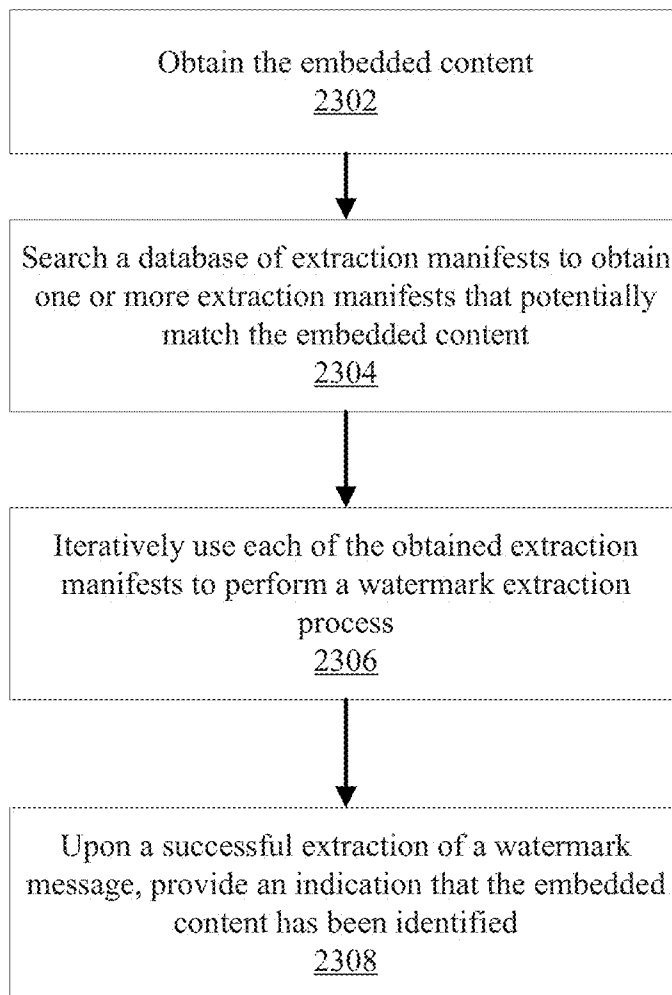 Obtain the embedded content
2302
Search a database of extraction manifests to obtain
one or more extraction manifests that potentially
match the embedded content
2304
Iteratively use each of the obtained extraction
manifests to perform a watermark extraction
process
2306
Upon a successful extraction of a watermark
message, provide an indication that the embedded
content has been identified
2308